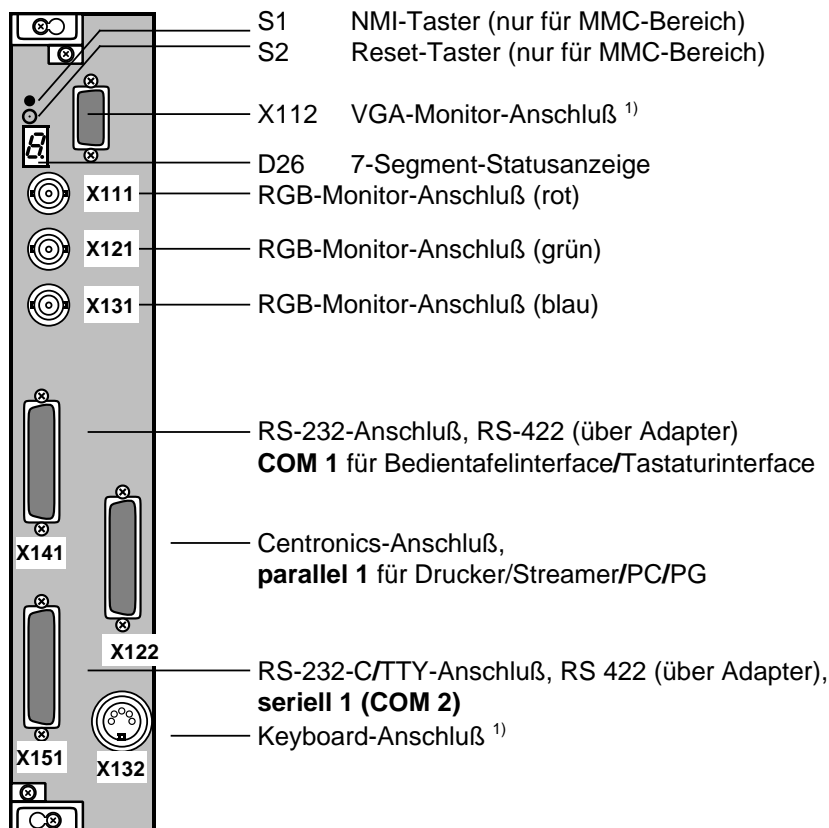 S1 NMI-Taster (nur für MMC-Bereich)
S2 Reset-Taster (nur für MMC-Bereich)
X112 VGA-Monitor-Anschluß 1)
8.
D26 7-Segment-Statusanzeige
X111 RGB-Monitor-Anschluß (rot)
X121 RGB-Monitor-Anschluß (grün)
X131 RGB-Monitor-Anschluß (blau)
RS-232-Anschluß, RS-422 (über Adapter)
COM 1 für Bedientafelinterface/Tastaturinterface
X141
Centronics-Anschluß,
parallel 1 für Drucker/Streamer/PC/PG
X122
RS-232-C/TTY-Anschluß, RS 422 (über Adapter),
seriell 1 (COM 2)
X151
Keyboard-Anschluß 1)
X132